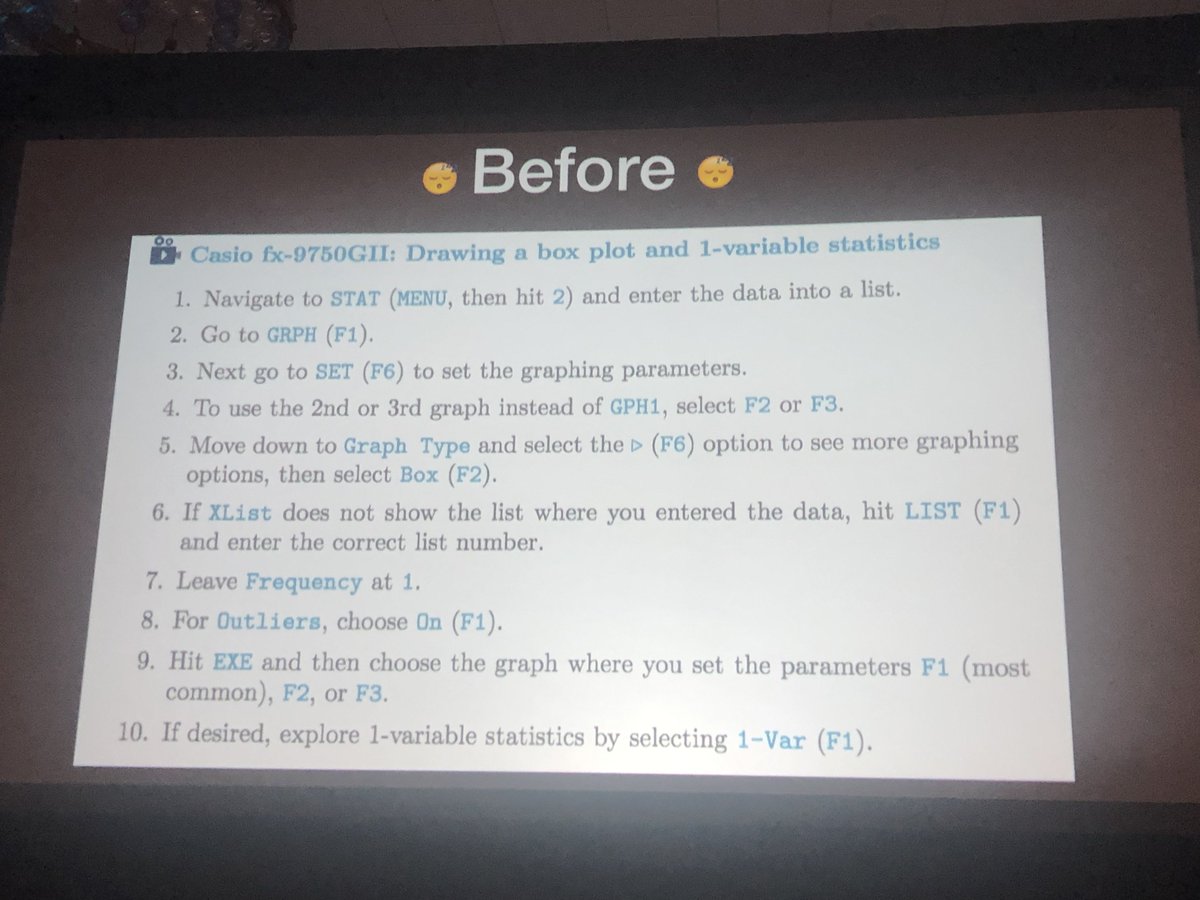 Before
Casio fx-9750GII: Drawing a box plot and 1-variable statistics
1. Navigate to STAT (MENU, then hit 2) and enter the data into a list.
2. Go to GRPH (F1).
3. Next go to SET (F6) to set the graphing parameters.
4. To use the 2nd or 3rd graph instead of GPH1, select F2 or F3.
5. Move down to Graph Type and select the ▷ (F6) option to see more graphing
options, then select Box (F2).
6. If XList does not show the list where you entered the data, hit LIST (F1)
and enter the correct list number.
7. Leave Frequency at 1.
8. For Outliers, choose On (F1).
9. Hit EXE and then choose the graph where you set the parameters F1 (most
common), F2, or F3.
10. If desired, explore 1-variable statistics by selecting 1-Var (F1).